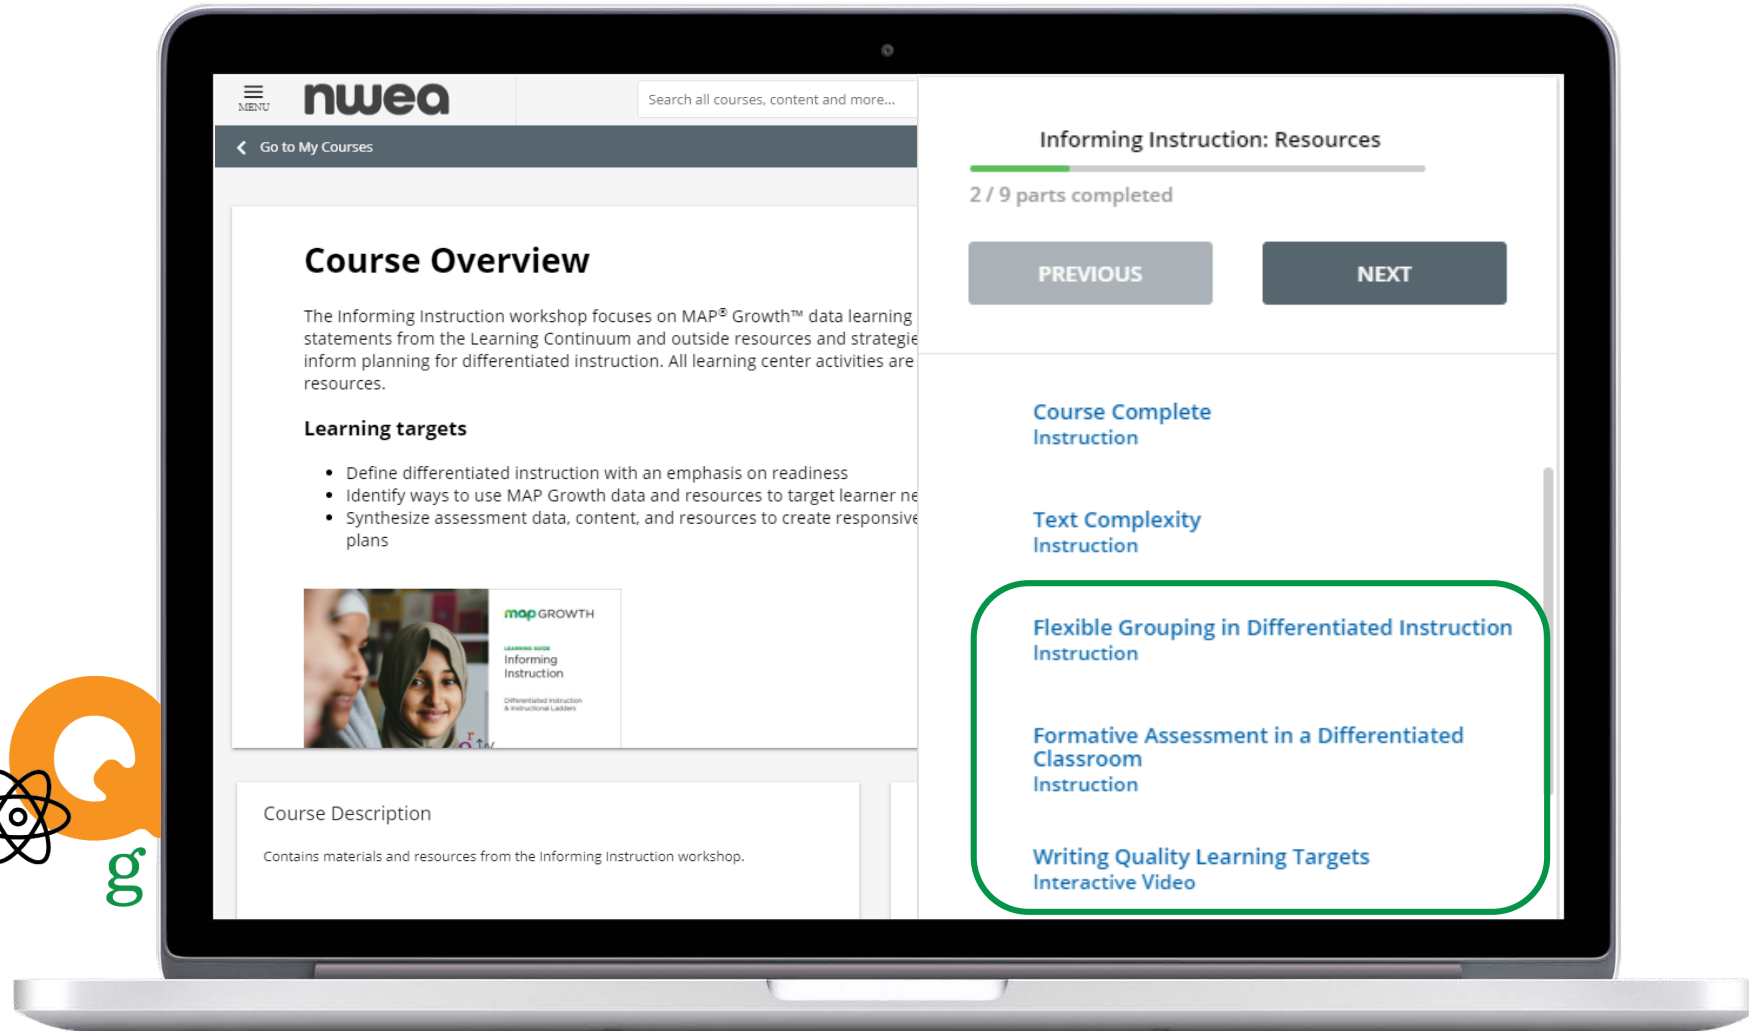 MENU
nwea
Search all courses, content and more...
Go to My Courses
Course Overview
The Informing Instruction workshop focuses on MAP® Growth™ data learning
statements from the Learning Continuum and outside resources and strategie
inform planning for differentiated instruction. All learning center activities are
resources.
Learning targets
• Define differentiated instruction with an emphasis on readiness
• Identify ways to use MAP Growth data and resources to target learner ne
• Synthesize assessment data, content, and resources to create responsive
plans
map GROWTH
LEARNING GUIDE
Informing
Instruction
Differentiated Instruction
& Instructional Ladders
Course Description
Contains materials and resources from the Informing Instruction workshop.
Informing Instruction: Resources
2 / 9 parts completed
PREVIOUS
NEXT
Course Complete
Instruction
Text Complexity
Instruction
Flexible Grouping in Differentiated Instruction
Instruction
Formative Assessment in a Differentiated
Classroom
Instruction
Writing Quality Learning Targets
Interactive Video
g